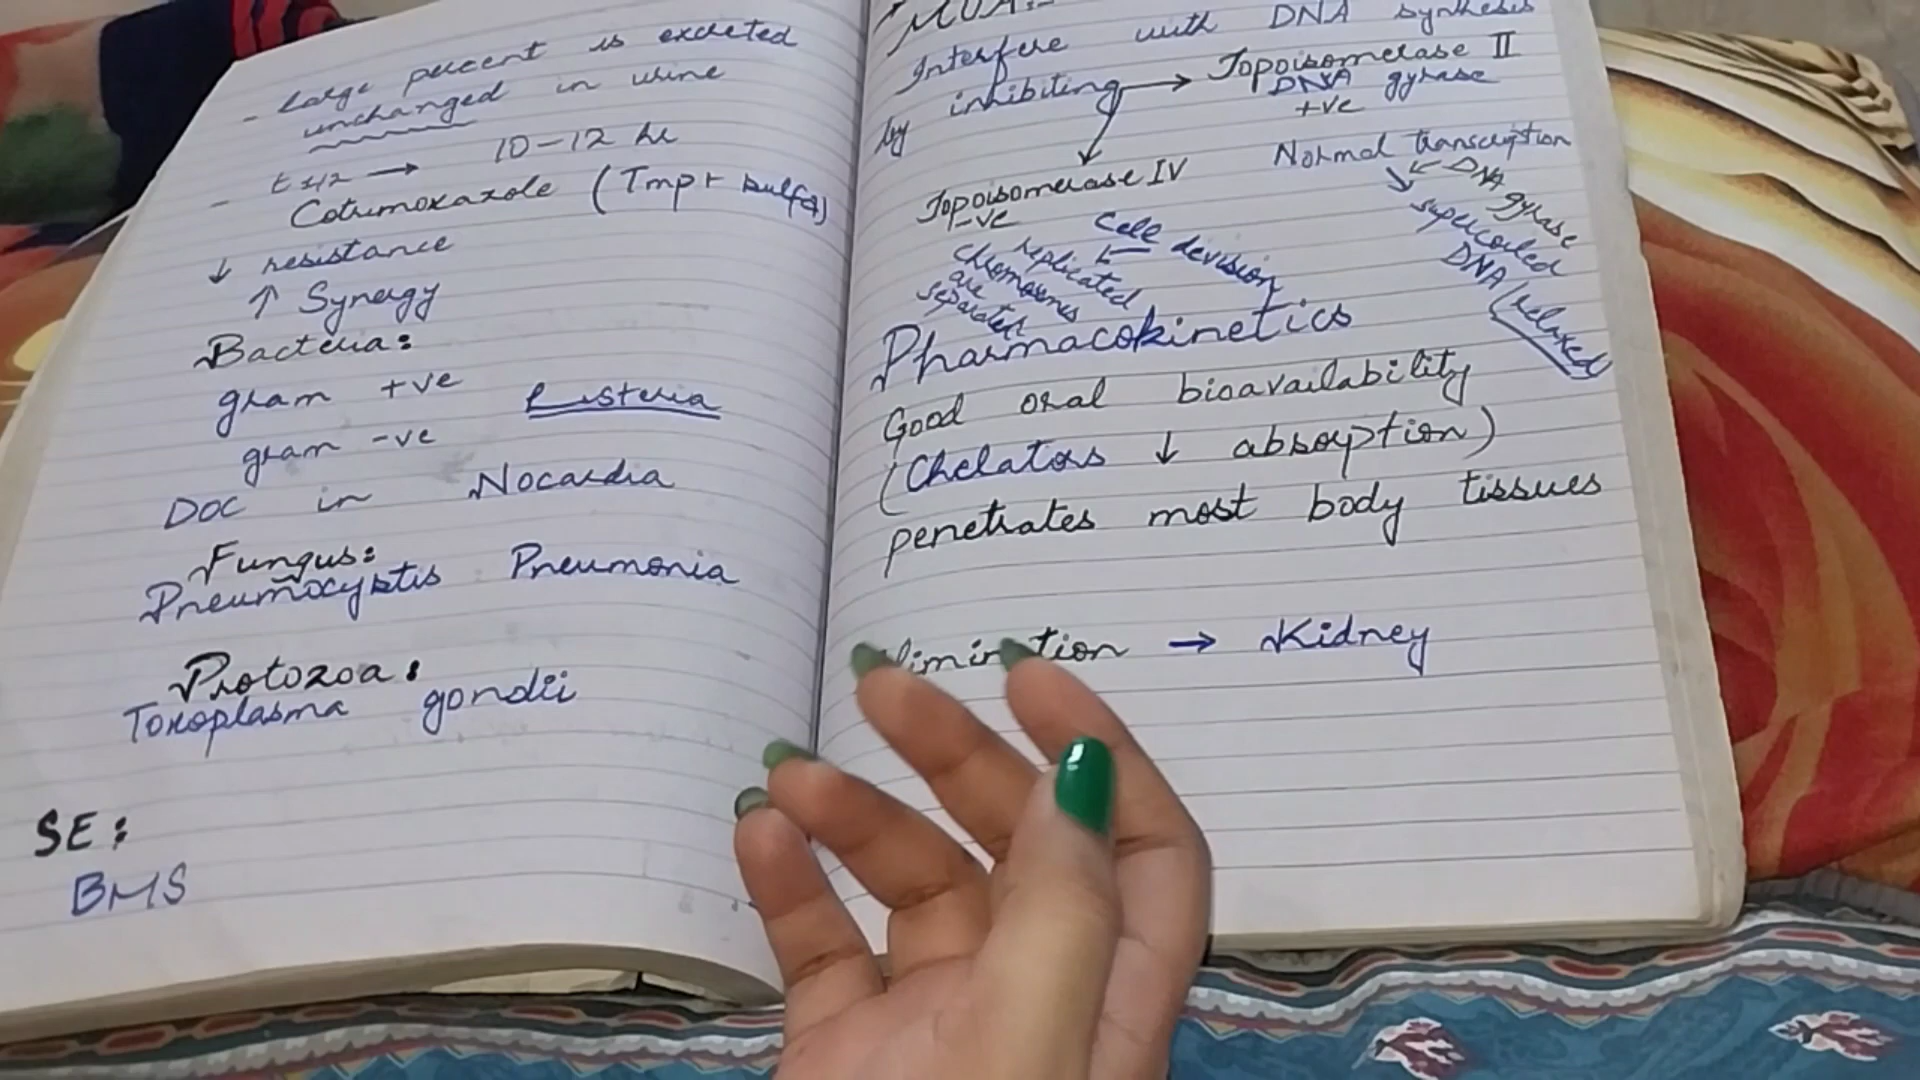 - Large percent is excreted
unchanged in urine
- t 1/2 → 10-12 hr
Cotrimoxazole (Tmp + sulfa)
↓ resistance
↑ Synergy
Bacteria:
gram +ve
gram -ve Listeria
DOC in Nocardia
Fungus:
Pneumocystis Pneumonia
Protozoa:
Toxoplasma gondii
SE:
BMS
MOA:-
Interfere with DNA synthesis
by inhibiting → Topoisomerase II
DNA gyrase
+ve
Normal transcription
← DNA gyrase
supercoiled
DNA (relaxed)
Topoisomerase IV
-ve
Cell devision
replicated
chromosomes
are
separated
Pharmacokinetics
Good oral bioavailability
(Chelators ↓ absorption)
penetrates most body tissues
→ Kidney